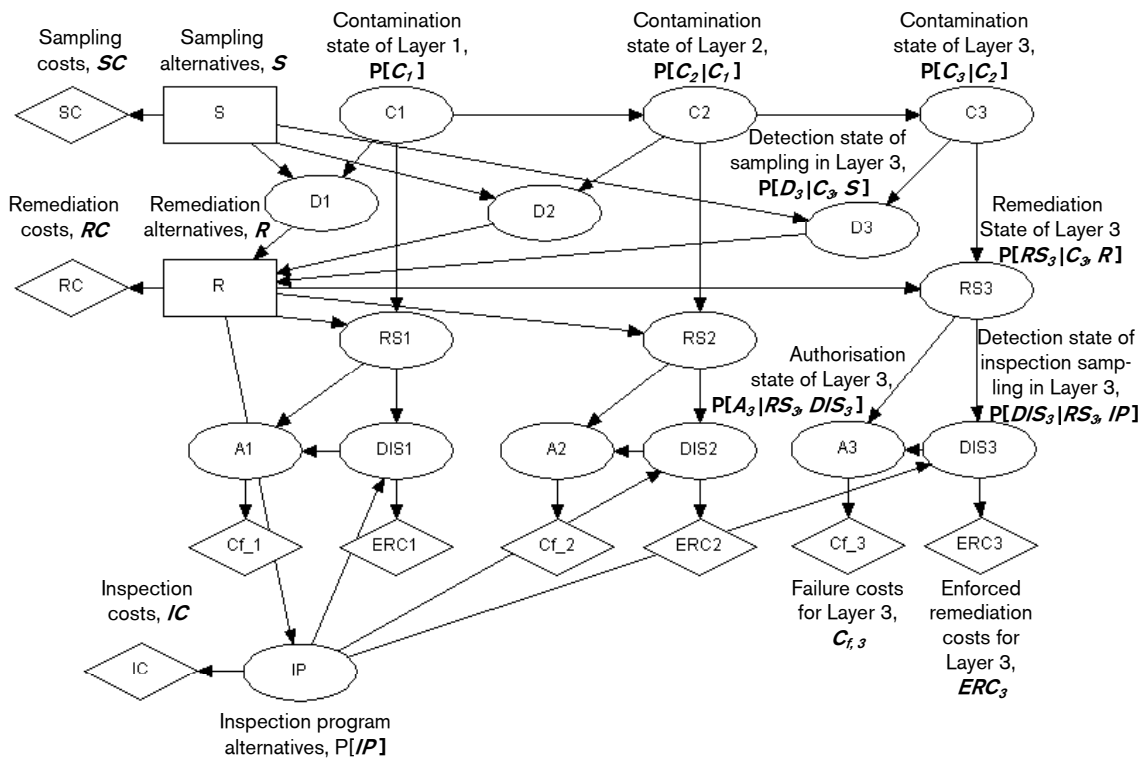 Sampling
costs, SC
Sampling
alternatives, S
Contamination
state of Layer 1,
P[C1]
Contamination
state of Layer 2,
P[C2|C1]
Contamination
state of Layer 3,
P[C3|C2]
SC
S
C1
C2
C3
Detection state of
sampling in Layer 3,
P[D3|C3, S]
D1
D2
D3
Remediation
costs, RC
Remediation
alternatives, R
Remediation
State of Layer 3
P[RS3|C3, R]
RC
R
RS3
RS1
RS2
Authorisation
state of Layer 3,
P[A3|RS3, DIS3]
Detection state of
inspection samp-
ling in Layer 3,
P[DIS3|RS3, IP]
A1
DIS1
A2
DIS2
A3
DIS3
Cf_1
ERC1
Cf_2
ERC2
Cf_3
ERC3
Inspection
costs, IC
Failure costs
for Layer 3,
Cf, 3
Enforced
remediation
costs for
Layer 3,
ERC3
IC
IP
Inspection program
alternatives, P[IP]